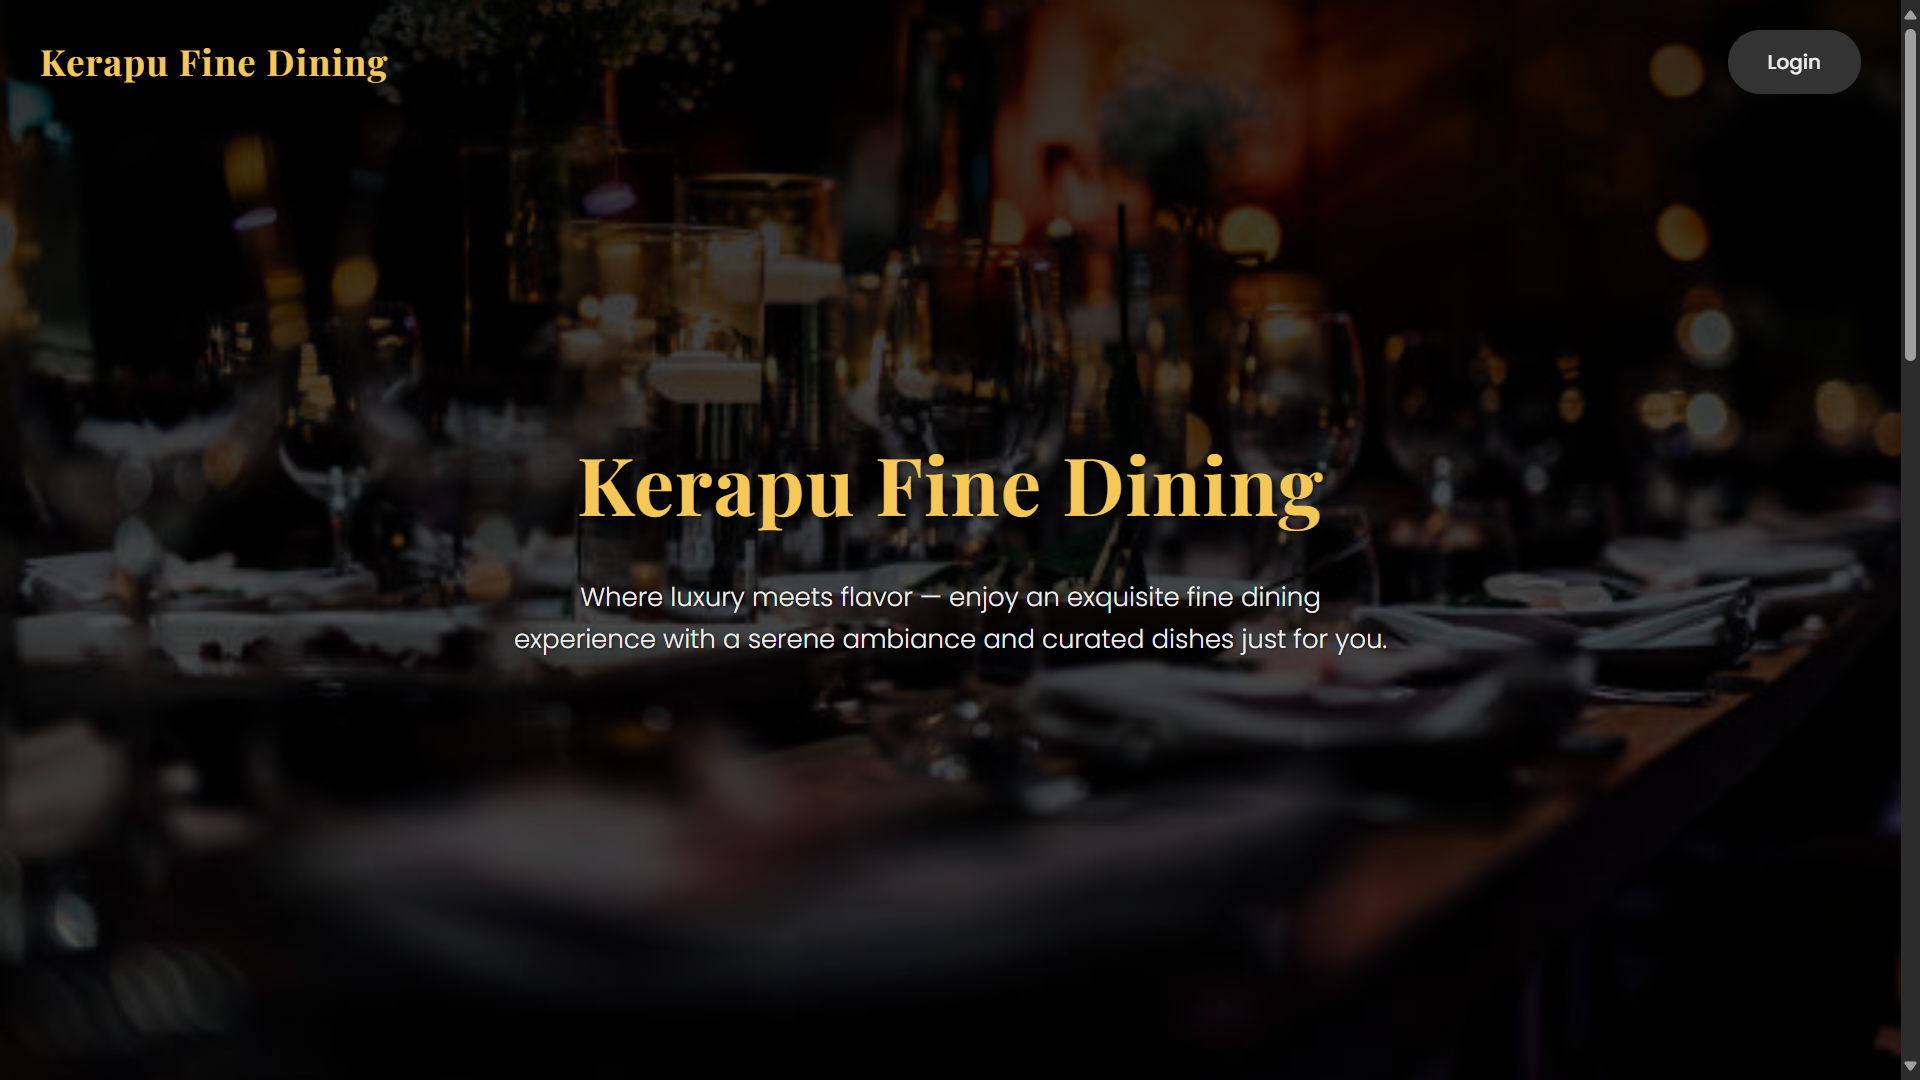 Kerapu Fine Dining
Login
Kerapu Fine Dining
Where luxury meets flavor — enjoy an exquisite fine dining
experience with a serene ambiance and curated dishes just for you.